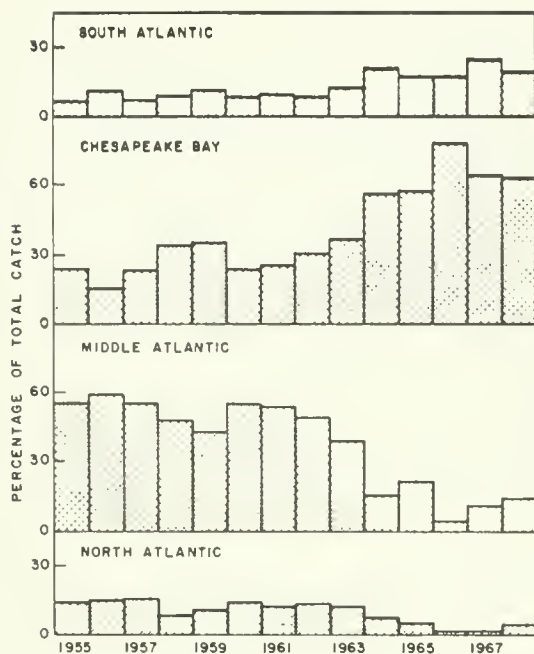 SOUTH ATLANTIC
30
0
CHESAPEAKE BAY
60
30
0
MIDDLE ATLANTIC
60
30
0
NORTH ATLANTIC
30
0
1955 1957 1959 1961 1963 1965 1967
PERCENTAGE OF TOTAL CATCH